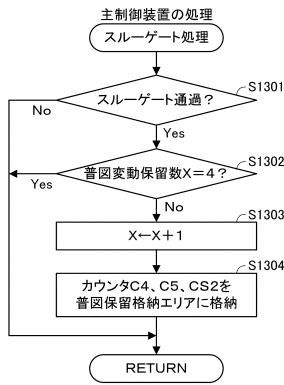 主制御装置の処理
スルーゲート処理
S1301
スルーゲート通過？
No
Yes
S1302
普図変動保留数X＝4？
Yes
No
S1303
X←X＋1
S1304
カウンタC4、C5、CS2を
普図保留格納エリアに格納
RETURN